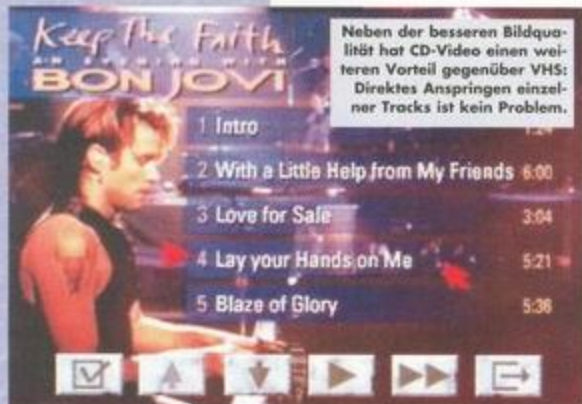 Keep The Faith
AN EVENING WITH
BON JOVI
Neben der besseren Bildqua-
lität hat CD-Video einen wei-
teren Vorteil gegenüber VHS:
Direktes Anspringen einzel-
ner Tracks ist kein Problem.
1 Intro 1:24
2 With a Little Help from My Friends 6:00
3 Love for Sale 3:04
4 Lay your Hands on Me 5:21
5 Blaze of Glory 5:36